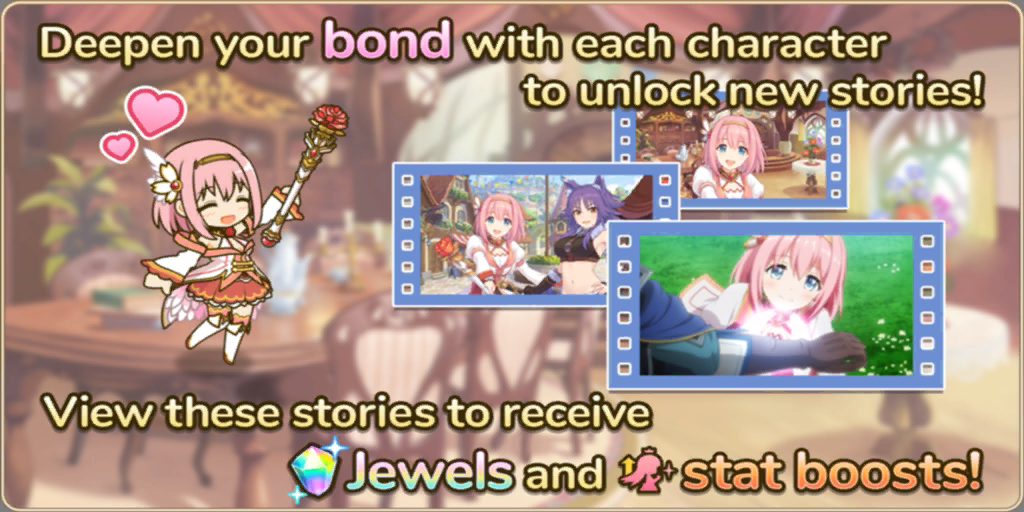 Deepen your bond with each character
to unlock new stories!
View these stories to receive
Jewels and stat boosts!